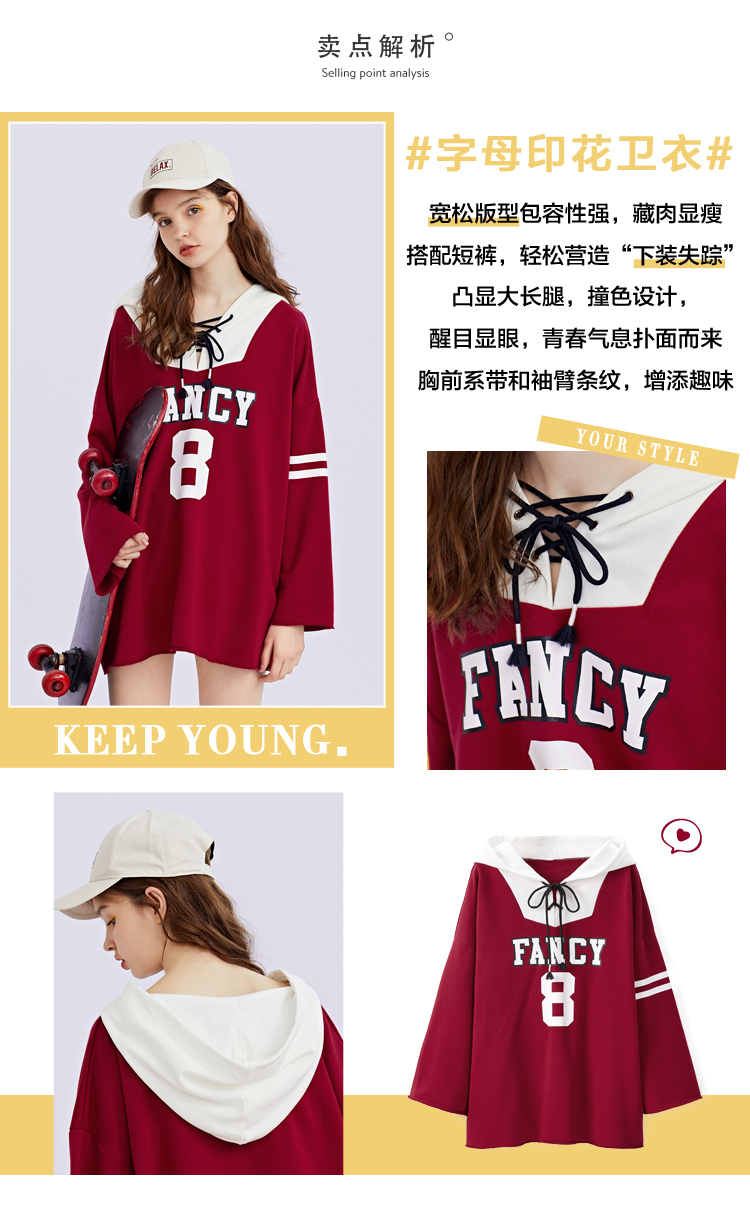 卖点解析
Selling point analysis
#字母印花卫衣#
宽松版型包容性强，藏肉显瘦
搭配短裤，轻松营造“下装失踪”
凸显大长腿，撞色设计，
醒目显眼，青春气息扑面而来
胸前系带和袖臂条纹，增添趣味
RELAX.
ANCY
8
YOUR STYLE
FANCY
KEEP YOUNG.
FANCY
8